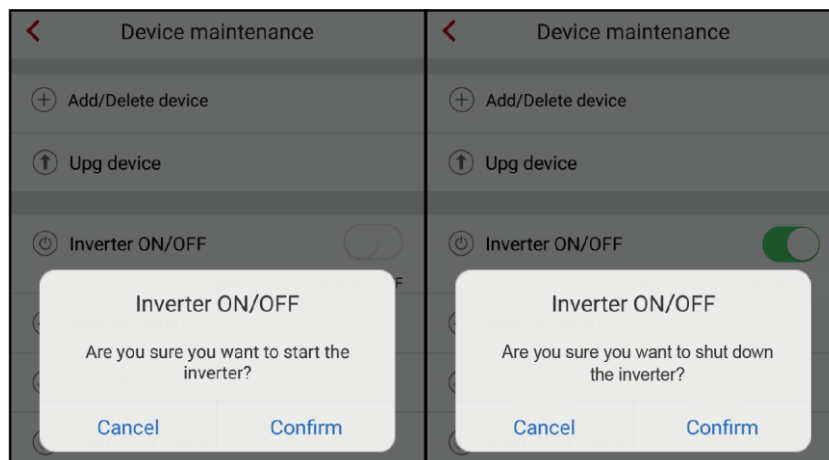 Device maintenance
Add/Delete device
Upg device
Inverter ON/OFF
Inverter ON/OFF
Are you sure you want to start the
inverter?
Cancel Confirm
Device maintenance
Add/Delete device
Upg device
Inverter ON/OFF
Inverter ON/OFF
Are you sure you want to shut down
the inverter?
Cancel Confirm